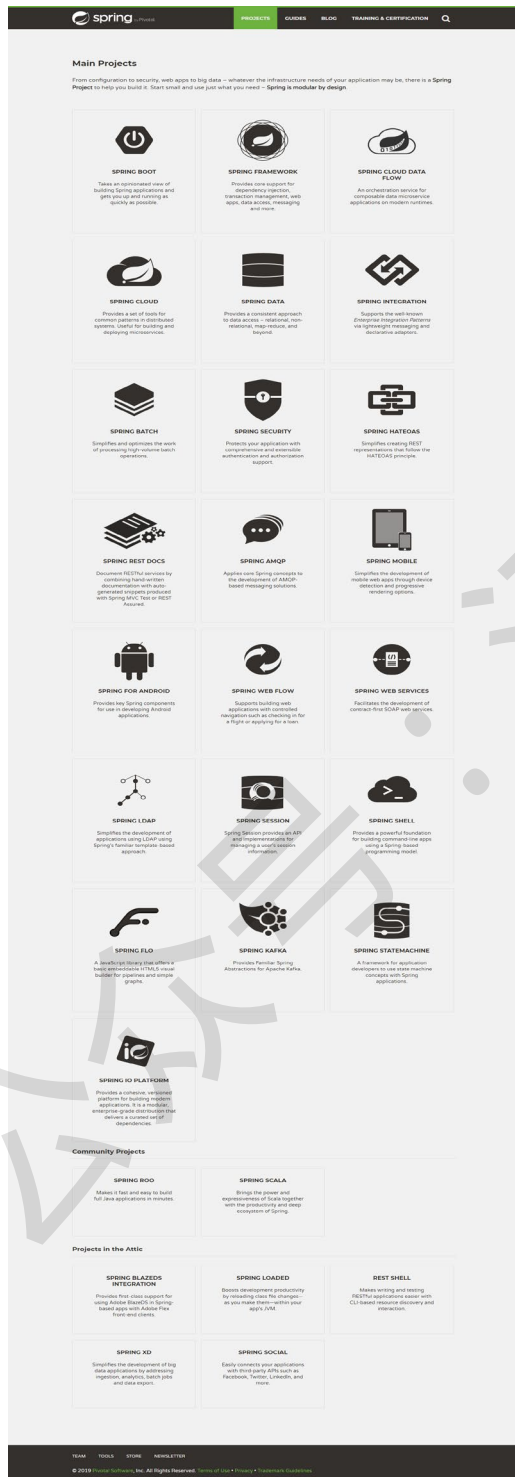 spring by Pivotal
PROJECTS GUIDES BLOG TRAINING & CERTIFICATION
Main Projects
From configuration to security, web apps to big data – whatever the infrastructure needs of your application may be, there is a Spring
Project to help you build it. Start small and use just what you need – Spring is modular by design.
SPRING BOOT
Takes an opinionated view of
building Spring applications and
gets you up and running as
quickly as possible.
SPRING FRAMEWORK
Provides core support for
dependency injection,
transaction management, web
apps, data access, messaging
and more.
SPRING CLOUD DATA
FLOW
An orchestration service for
composable data microservice
applications on modern runtimes.
SPRING CLOUD
Provides a set of tools for
common patterns in distributed
systems. Useful for building and
deploying microservices.
SPRING DATA
Provides a consistent approach
to data access – relational, non-
relational, map-reduce, and
beyond.
SPRING INTEGRATION
Supports the well-known
Enterprise Integration Patterns
via lightweight messaging and
declarative adapters.
SPRING BATCH
Simplifies and optimizes the work
of processing high-volume batch
operations.
SPRING SECURITY
Protects your application with
comprehensive and extensible
authentication and authorization
support.
SPRING HATEOAS
Simplifies creating REST
representations that follow the
HATEOAS principle.
SPRING REST DOCS
Document RESTful services by
combining hand-written
documentation with auto-
generated snippets produced
with Spring MVC Test or REST
Assured.
SPRING AMQP
Applies core Spring concepts to
the development of AMQP-
based messaging solutions.
SPRING MOBILE
Simplifies the development of
mobile web apps through device
detection and progressive
rendering options.
SPRING FOR ANDROID
Provides key Spring components
for use in developing Android
applications.
SPRING WEB FLOW
Supports building web
applications with controlled
navigation such as checking in for
a flight or applying for a loan.
SPRING WEB SERVICES
Facilitates the development of
contract-first SOAP web services.
SPRING LDAP
Simplifies the development of
applications using LDAP using
Spring's familiar template-based
approach.
SPRING SESSION
Spring Session provides an API
and implementations for
managing a user's session
information.
SPRING SHELL
Provides a powerful foundation
for building command-line apps
using a Spring-based
programming model.
SPRING FLO
A JavaScript library that offers a
basic embeddable HTML5 visual
builder for pipelines and simple
graphs.
SPRING KAFKA
Provides Familiar Spring
Abstractions for Apache Kafka.
SPRING STATEMACHINE
A framework for application
developers to use state machine
concepts with Spring
applications.
io
SPRING IO PLATFORM
Provides a cohesive, versioned
platform for building modern
applications. It is a modular,
enterprise-grade distribution that
delivers a curated set of
dependencies.
Community Projects
SPRING ROO
Makes it fast and easy to build
full Java applications in minutes.
SPRING SCALA
Brings the power and
expressiveness of Scala together
with the productivity and deep
ecosystem of Spring.
Projects in the Attic
SPRING BLAZEDS
INTEGRATION
Provides first-class support for
using Adobe BlazeDS in Spring-
based apps with Adobe Flex
front-end clients.
SPRING LOADED
Boosts development productivity
by reloading class file changes–
as you make them–within your
app's JVM.
REST SHELL
Makes writing and testing
RESTful applications easier with
CLI-based resource discovery and
interaction.
SPRING XD
Simplifies the development of big
data applications by addressing
ingestion, analytics, batch jobs
and data export.
SPRING SOCIAL
Easily connects your applications
with third-party APIs such as
Facebook, Twitter, LinkedIn, and
more.
TEAM TOOLS STORE NEWSLETTER
© 2019 Pivotal Software, Inc. All Rights Reserved. Terms of Use • Privacy • Trademark Guidelines
公众号：